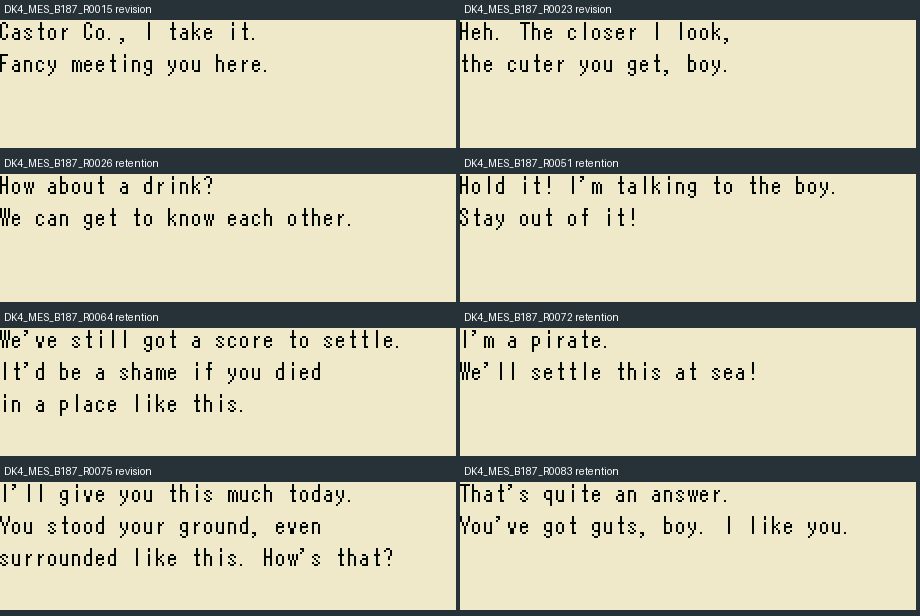 DK4_MES_B187_R0015 revision
Castor Co., I take it.
Fancy meeting you here.
DK4_MES_B187_R0023 revision
Heh. The closer I look,
the cuter you get, boy.
DK4_MES_B187_R0026 retention
How about a drink?
We can get to know each other.
DK4_MES_B187_R0051 retention
Hold it! I'm talking to the boy.
Stay out of it!
DK4_MES_B187_R0064 retention
We've still got a score to settle.
It'd be a shame if you died
in a place like this.
DK4_MES_B187_R0072 retention
I'm a pirate.
We'll settle this at sea!
DK4_MES_B187_R0075 revision
I'll give you this much today.
You stood your ground, even
surrounded like this. How's that?
DK4_MES_B187_R0083 retention
That's quite an answer.
You've got guts, boy. I like you.